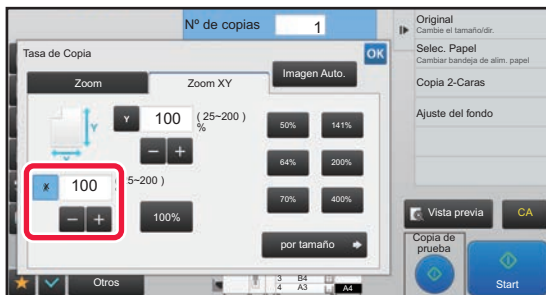 Nº de copias 1
Original
Cambie el tamaño/dir.
Selec. Papel
Cambiar bandeja de alim. papel
Copia 2-Caras
Ajuste del fondo
Tasa de Copia
OK
Zoom
Zoom XY
Imagen Auto.
Y 100 (25~200)
%
Y
50% 141%
64% 200%
X 100 5~200 )
70% 400%
100%
por tamaño
Vista previa
CA
Copia de
prueba
Start
Otros
3 B4
4 A3
A4